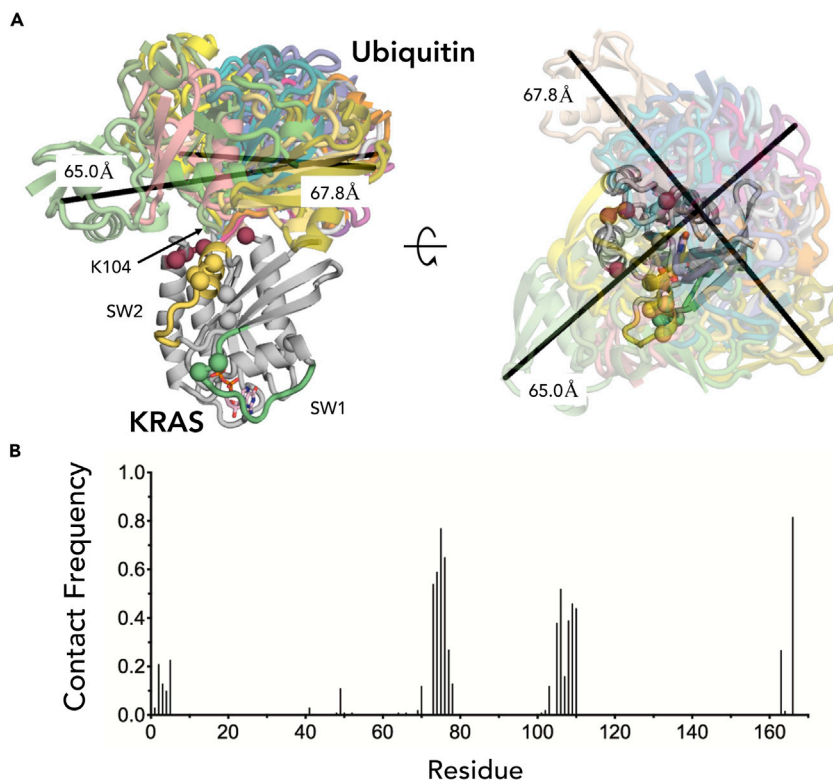 A
Ubiquitin
65.0Å
67.8Å
K104
SW2
SW1
KRAS
67.8Å
65.0Å
B
Contact Frequency
1.0
0.8
0.6
0.4
0.2
0.0
0 20 40 60 80 100 120 140 160
Residue